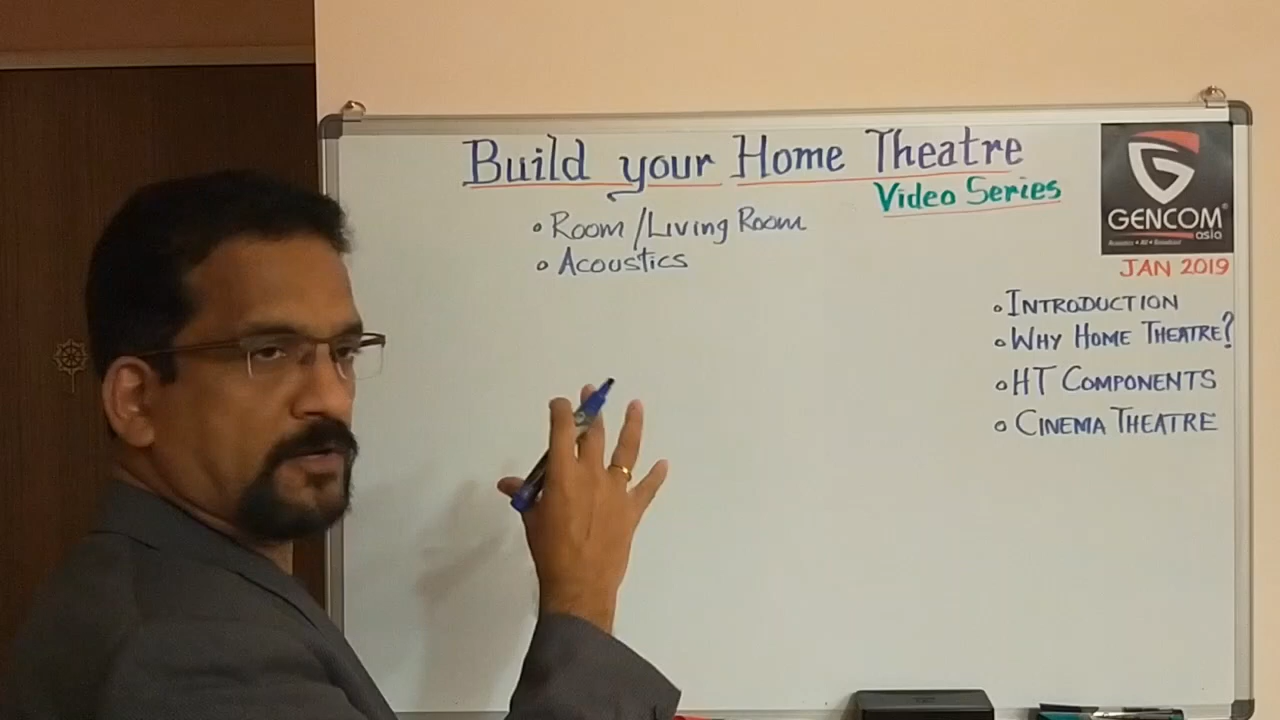 Build your Home Theatre
Video Series
• Room/Living Room
• Acoustics
GENCOM®
asia
JAN 2019
• INTRODUCTION
• WHY HOME THEATRE?
• HT COMPONENTS
• CINEMA THEATRE